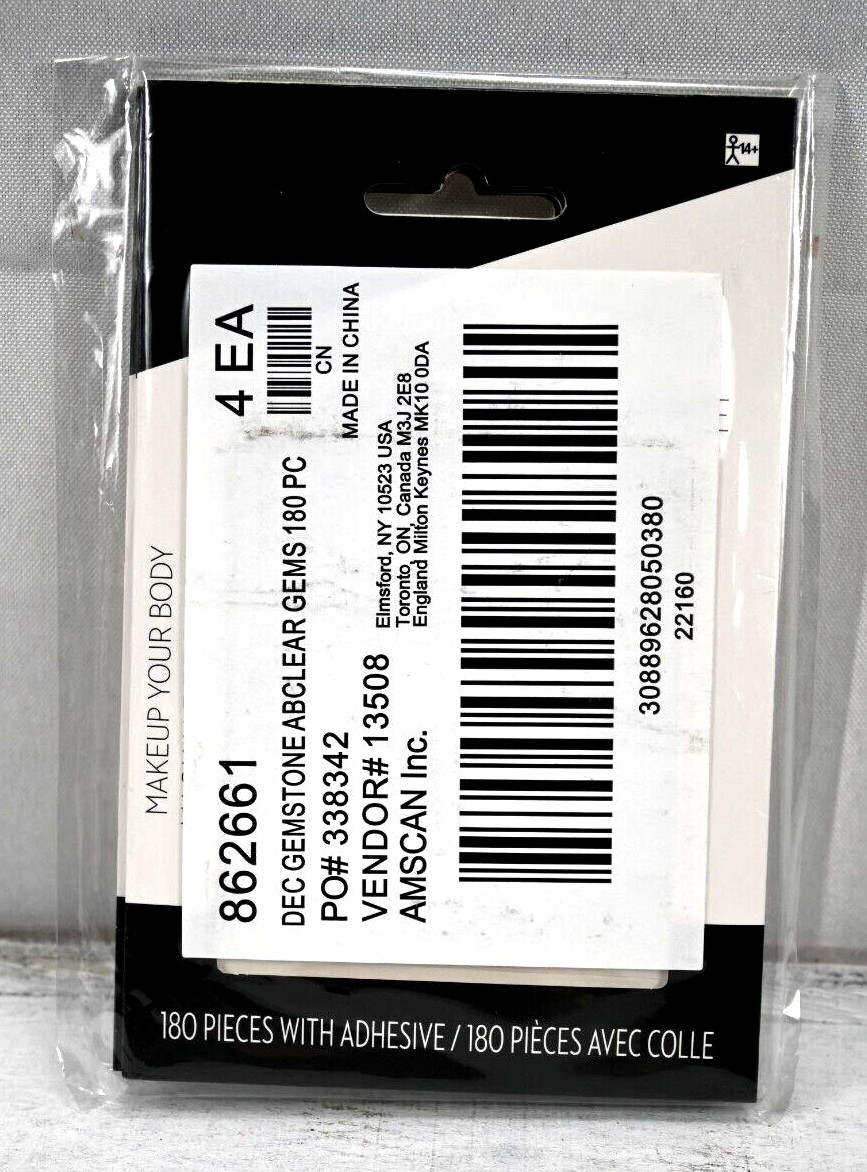 14+
MAKEUP YOUR BODY
862661
4 EA
DEC GEMSTONE ABCLEAR GEMS 180 PC
CN
PO# 338342
MADE IN CHINA
VENDOR# 13508
Elmsford, NY 10523 USA
AMSCAN Inc.
Toronto, ON, Canada M3J 2E8
England Milton Keynes MK10 0DA
30889628050380
22160
180 PIECES WITH ADHESIVE / 180 PIÈCES AVEC COLLE